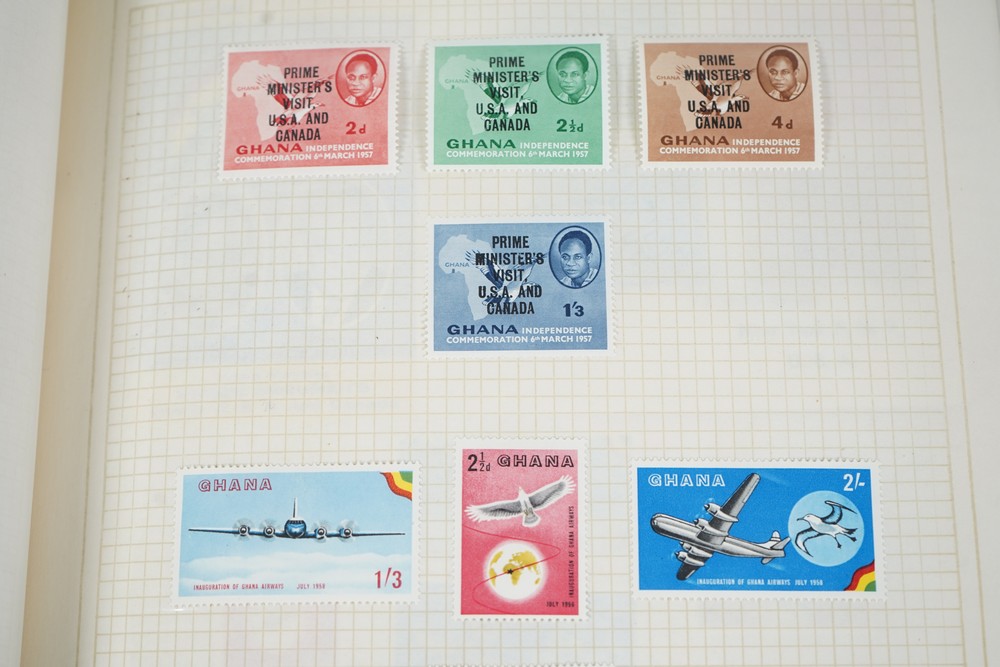 PRIME
MINISTER'S
VISIT,
U.S.A. AND
CANADA
GHANA
2d
GHANA INDEPENDENCE
COMMEMORATION 6th MARCH 1957
PRIME
MINISTER'S
VISIT,
U.S.A. AND
CANADA
GHANA
2½d
GHANA INDEPENDENCE
COMMEMORATION 6th MARCH 1957
PRIME
MINISTER'S
VISIT,
U.S.A. AND
CANADA
GHANA
4d
GHANA INDEPENDENCE
COMMEMORATION 6th MARCH 1957
PRIME
MINISTER'S
VISIT,
U.S.A. AND
CANADA
GHANA
1'3
GHANA INDEPENDENCE
COMMEMORATION 6th MARCH 1957
GHANA
1/3
INAUGURATION OF GHANA AIRWAYS JULY 1958
2½d GHANA
INAUGURATION OF GHANA AIRWAYS
JULY 1958
GHANA
2/-
INAUGURATION OF GHANA AIRWAYS JULY 1958